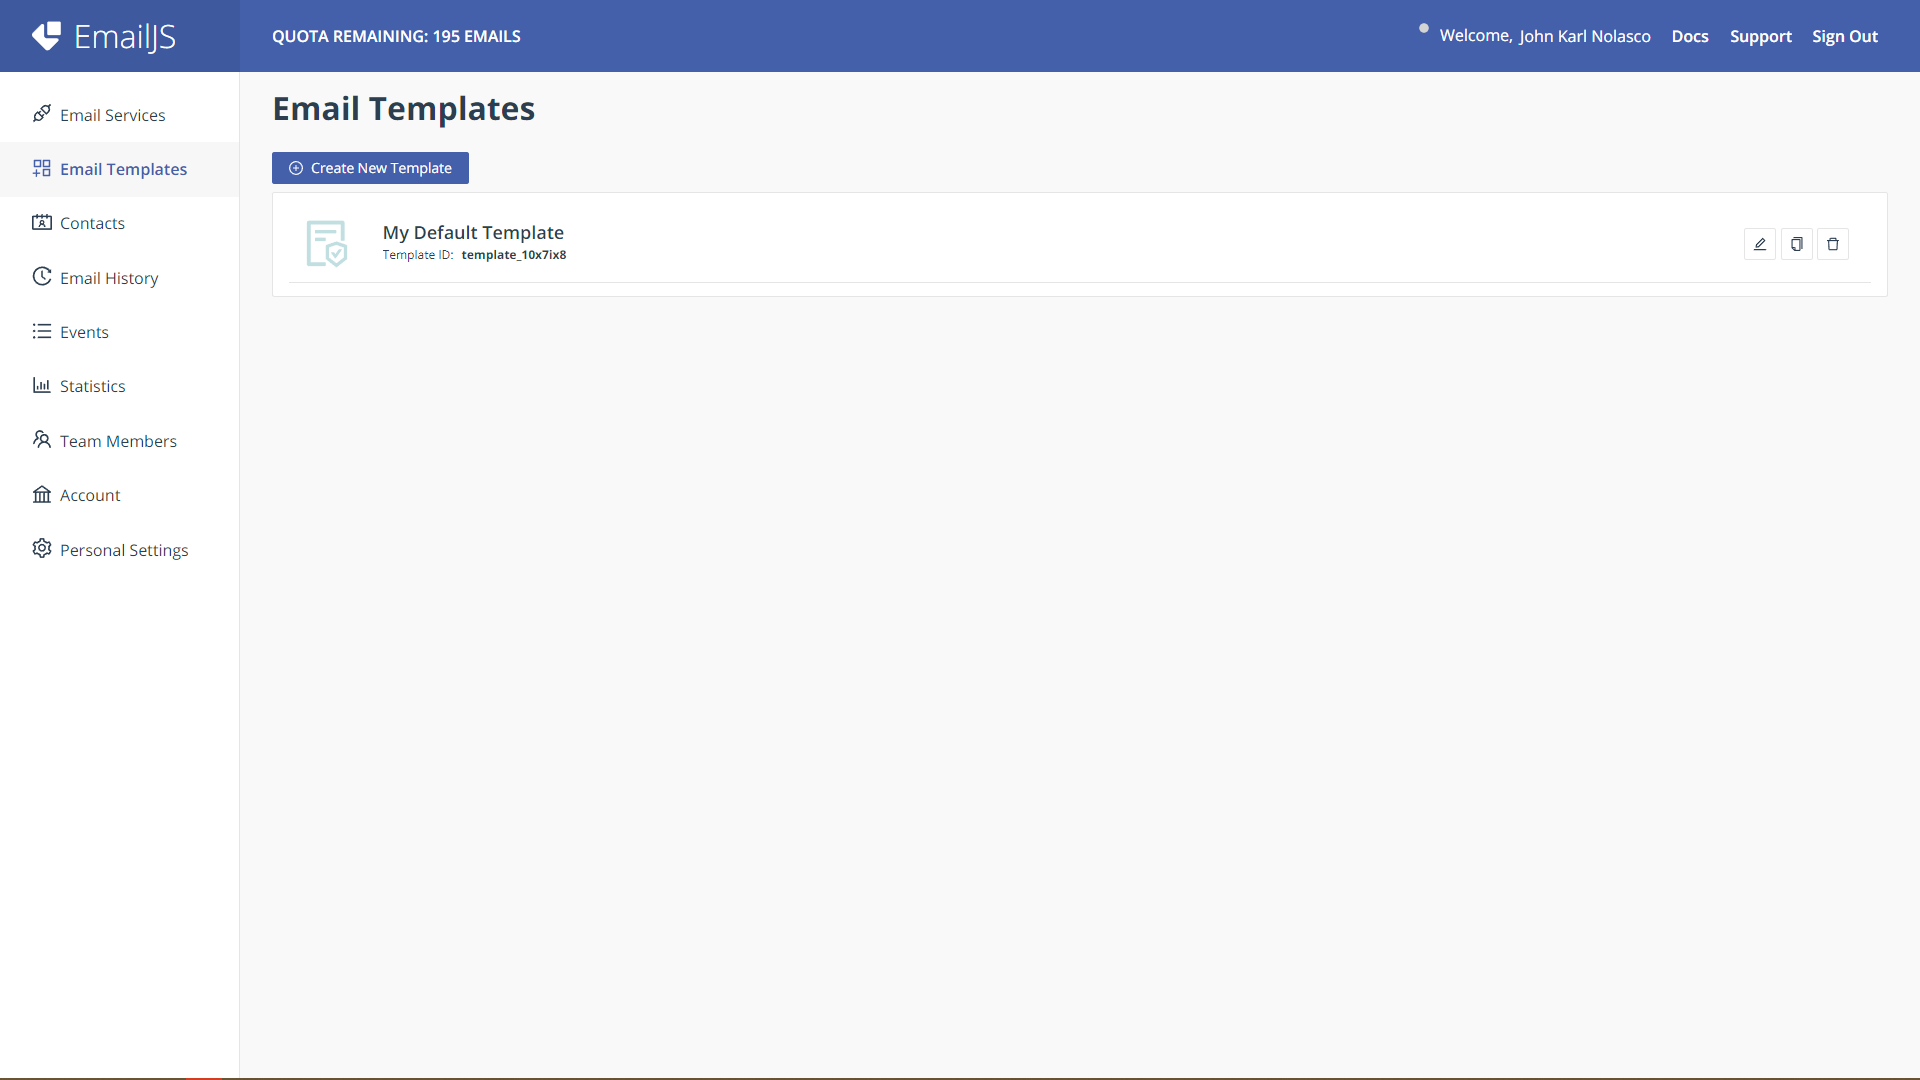 EmailJS
QUOTA REMAINING: 195 EMAILS
Welcome, John Karl Nolasco
Docs
Support
Sign Out
Email Services
Email Templates
Contacts
Email History
Events
Statistics
Team Members
Account
Personal Settings
Email Templates
Create New Template
My Default Template
Template ID: template_10x7ix8